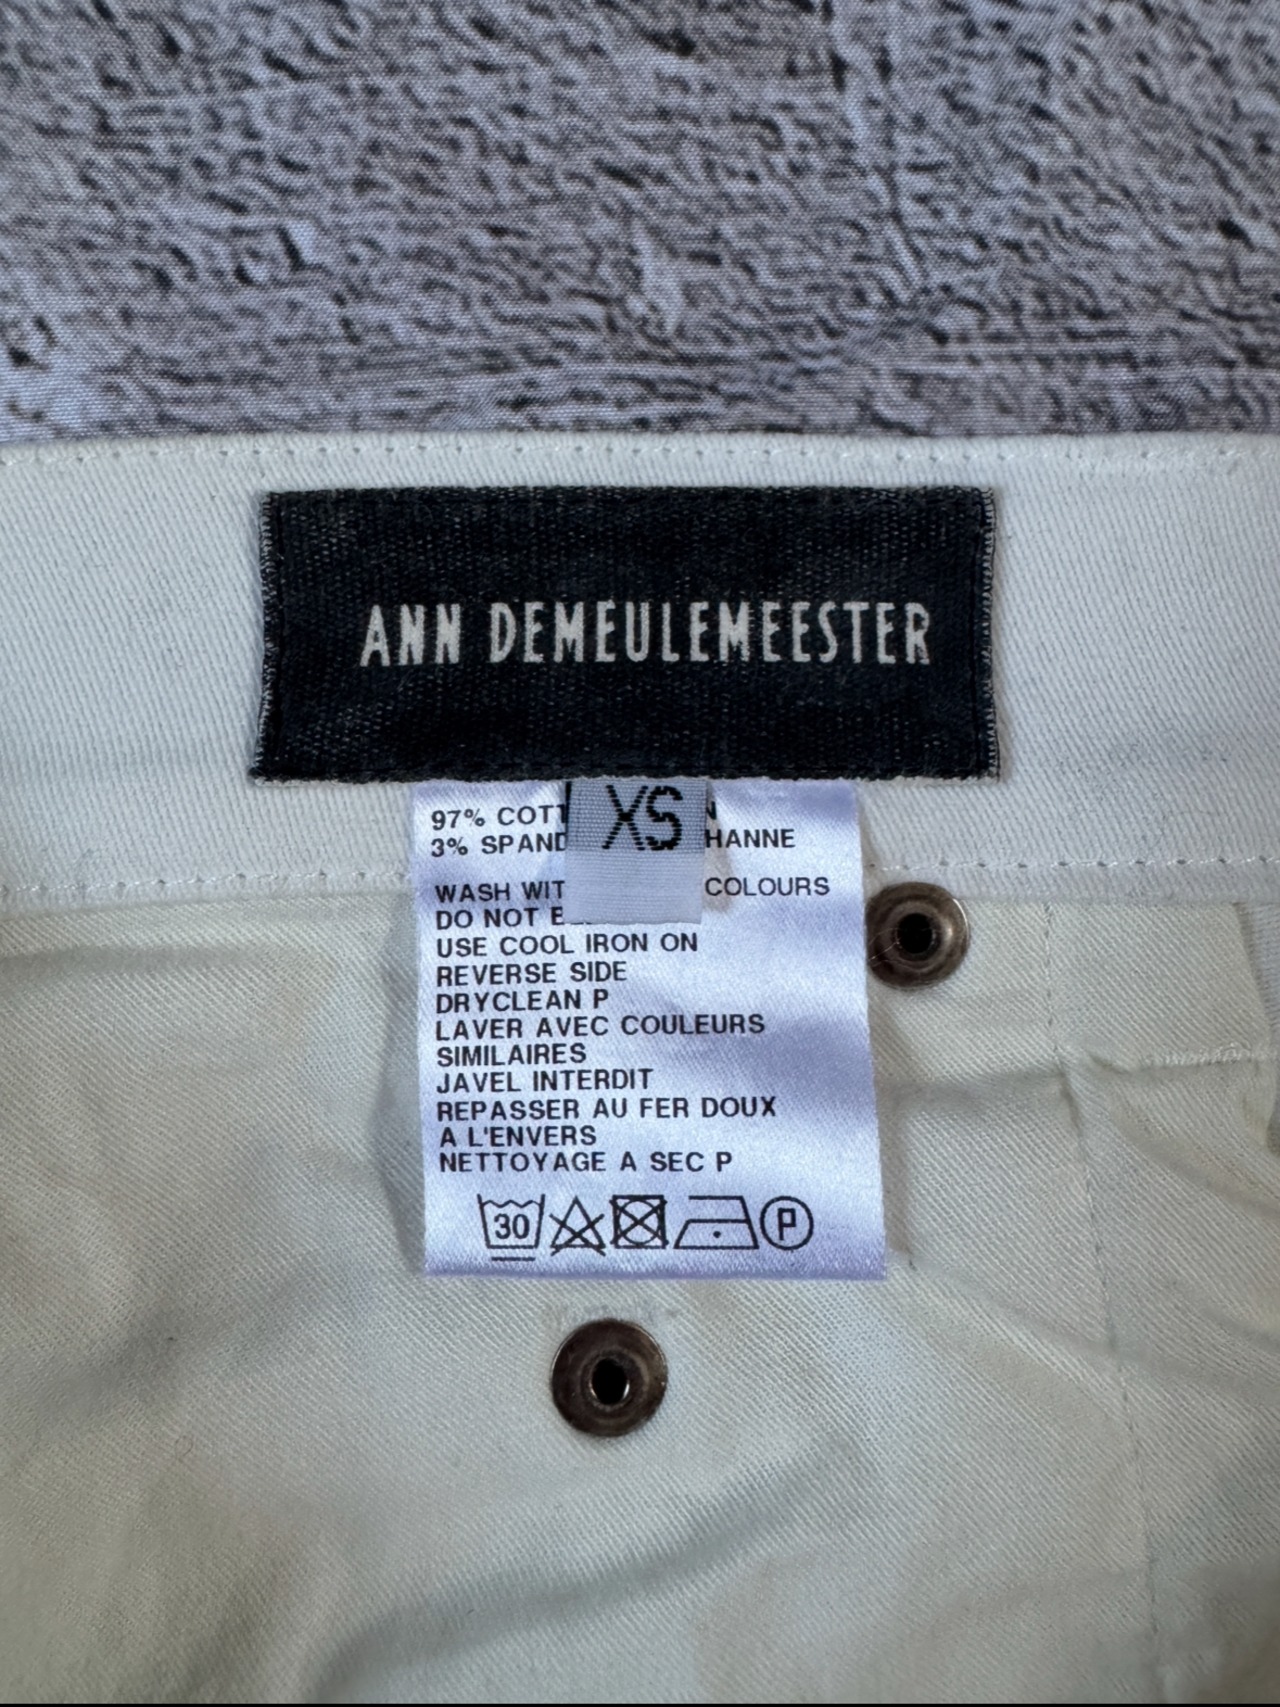 ANN DEMEULEMEESTER
XS
97% COTT N
3% SPAND HANNE
WASH WIT COLOURS
DO NOT B
USE COOL IRON ON
REVERSE SIDE
DRYCLEAN P
LAVER AVEC COULEURS
SIMILAIRES
JAVEL INTERDIT
REPASSER AU FER DOUX
A L'ENVERS
NETTOYAGE A SEC P
30 P